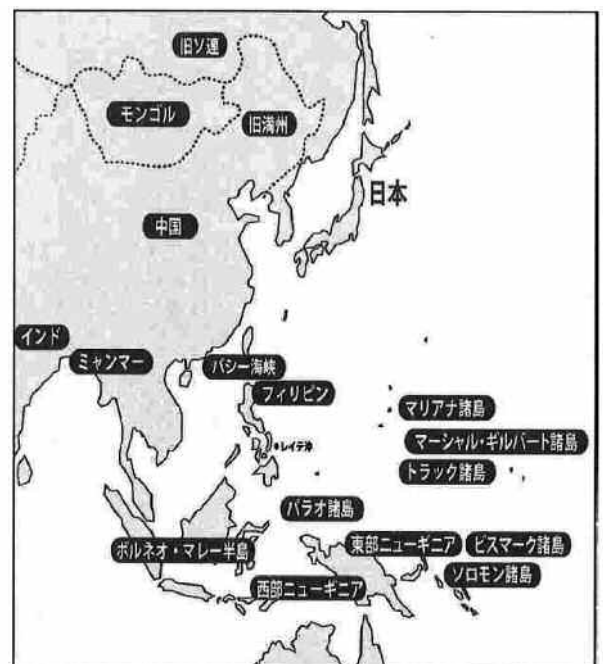 旧ソ連
モンゴル
旧満州
日本
中国
インド
ミャンマー
バシー海峡
フィリピン
マリアナ諸島
マーシャル・ギルバート諸島
レイテ沖
トラック諸島
パラオ諸島
ボルネオ・マレー半島
東部ニューギニア
ビスマーク諸島
ソロモン諸島
西部ニューギニア